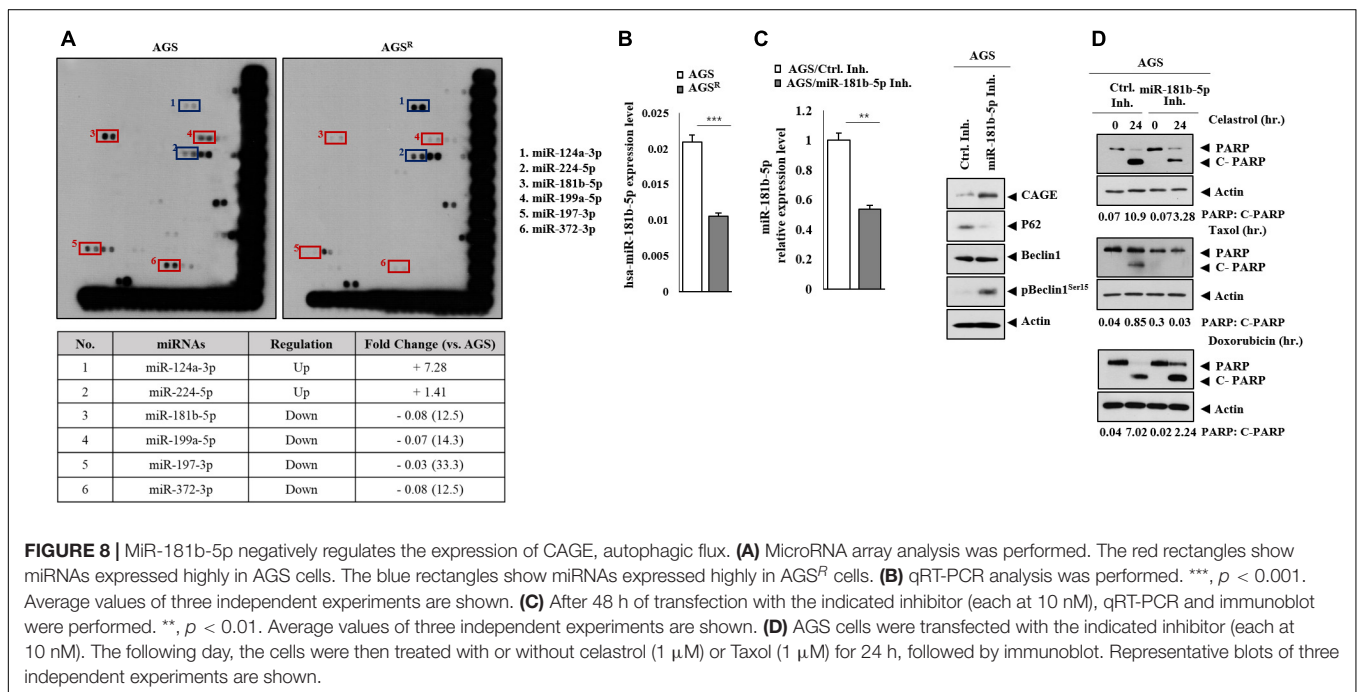 A
AGS
AGS^R
1
3
4
2
5
6
1
3
4
2
5
6
1. miR-124a-3p
2. miR-224-5p
3. miR-181b-5p
4. miR-199a-5p
5. miR-197-3p
6. miR-372-3p
No. miRNAs Regulation Fold Change (vs. AGS)
1 miR-124a-3p Up + 7.28
2 miR-224-5p Up + 1.41
3 miR-181b-5p Down - 0.08 (12.5)
4 miR-199a-5p Down - 0.07 (14.3)
5 miR-197-3p Down - 0.03 (33.3)
6 miR-372-3p Down - 0.08 (12.5)
B
AGS
AGS^R
hsa-miR-181b-5p expression level
0.025
0.02
0.015
0.01
0.005
0
***
C
AGS/Ctrl. Inh.
AGS/miR-181b-5p Inh.
miR-181b-5p
relative expression level
1.2
1
0.8
0.6
0.4
0.2
0
**
AGS
Ctrl. Inh.
miR-181b-5p Inh.
CAGE
P62
Beclin1
pBeclin1^Ser15
Actin
D
AGS
Ctrl. miR-181b-5p
Inh. Inh.
0 24 0 24 Celastrol (hr.)
PARP
C- PARP
Actin
0.07 10.9 0.07 3.28 PARP: C-PARP
Taxol (hr.)
PARP
C- PARP
Actin
0.04 0.85 0.3 0.03 PARP: C-PARP
Doxorubicin (hr.)
PARP
C- PARP
Actin
0.04 7.02 0.02 2.24 PARP: C-PARP
FIGURE 8 | MiR-181b-5p negatively regulates the expression of CAGE, autophagic flux. (A) MicroRNA array analysis was performed. The red rectangles show
miRNAs expressed highly in AGS cells. The blue rectangles show miRNAs expressed highly in AGS^R cells. (B) qRT-PCR analysis was performed. ***, p < 0.001.
Average values of three independent experiments are shown. (C) After 48 h of transfection with the indicated inhibitor (each at 10 nM), qRT-PCR and immunoblot
were performed. **, p < 0.01. Average values of three independent experiments are shown. (D) AGS cells were transfected with the indicated inhibitor (each at
10 nM). The following day, the cells were then treated with or without celastrol (1 μM) or Taxol (1 μM) for 24 h, followed by immunoblot. Representative blots of three
independent experiments are shown.